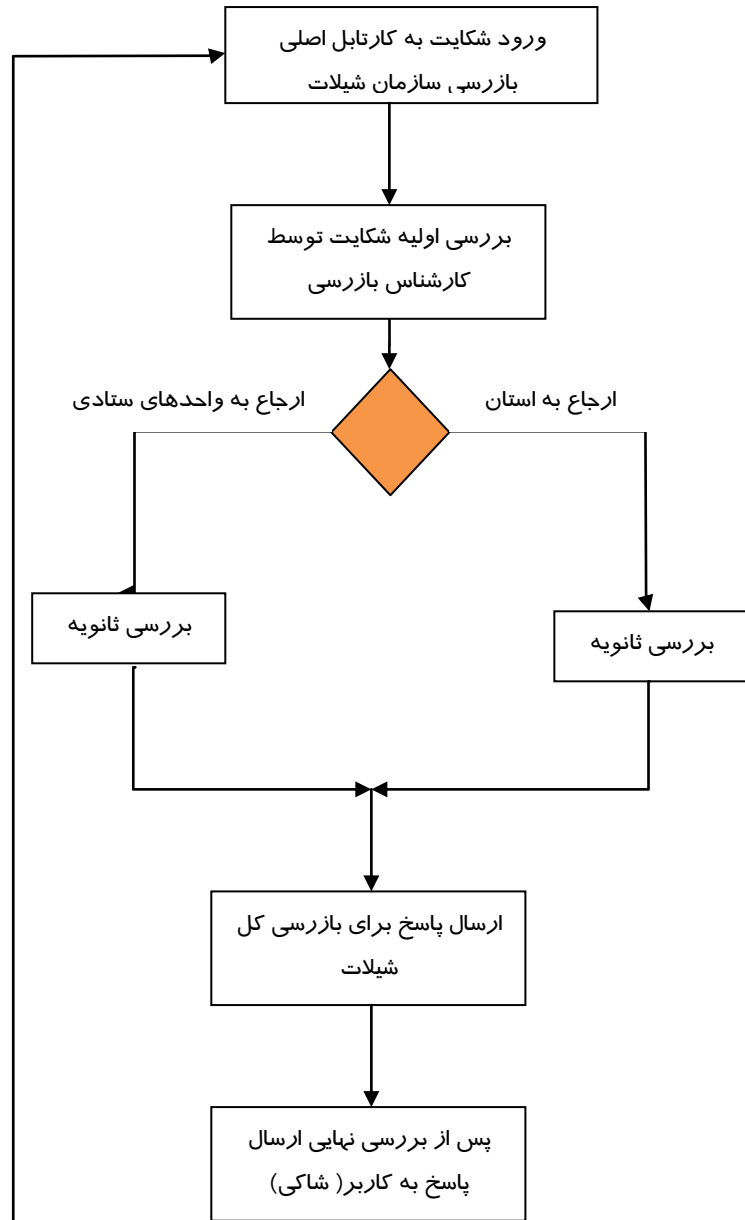 ورود شکایت به کارتابل اصلی
بازرسی سازمان شیلات
بررسی اولیه شکایت توسط
کارشناس بازرسی
ارجاع به استان
ارجاع به واحدهای ستادی
بررسی ثانویه
بررسی ثانویه
ارسال پاسخ برای بازرسی کل
شیلات
پس از بررسی نهایی ارسال
پاسخ به کاربر( شاکی)